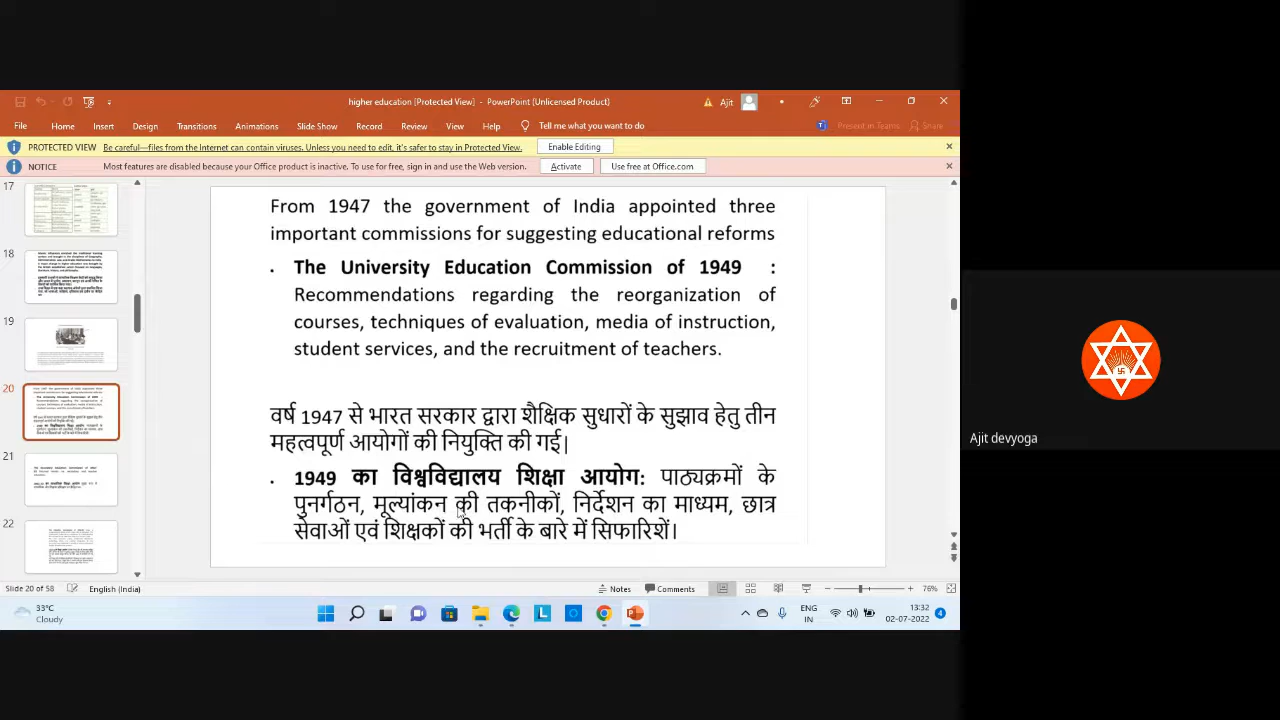 higher education [Protected View] - PowerPoint (Unlicensed Product)
Ajit
File Home Insert Design Transitions Animations Slide Show Record Review View Help Tell me what you want to do Present in Teams Share
PROTECTED VIEW Be careful—files from the Internet can contain viruses. Unless you need to edit, it's safer to stay in Protected View. Enable Editing
NOTICE Most features are disabled because your Office product is inactive. To use for free, sign in and use the Web version. Activate Use free at Office.com
17
18
19
20
21
22
From 1947 the government of India appointed three
important commissions for suggesting educational reforms
• The University Education Commission of 1949 :
Recommendations regarding the reorganization of
courses, techniques of evaluation, media of instruction,
student services, and the recruitment of teachers.
वर्ष 1947 से भारत सरकार द्वारा शैक्षिक सुधारों के सुझाव हेतु तीन
महत्वपूर्ण आयोगों की नियुक्ति की गई|
• 1949 का विश्वविद्यालय शिक्षा आयोग: पाठ्यक्रमों के
पुनर्गठन, मूल्यांकन की तकनीकों, निर्देशन का माध्यम, छात्र
सेवाओं एवं शिक्षकों की भर्ती के बारे में सिफारिशें।
Ajit devyoga
Slide 20 of 58 English (India) Notes Comments 76%
33°C
Cloudy
ENG
IN
13:32
02-07-2022
4